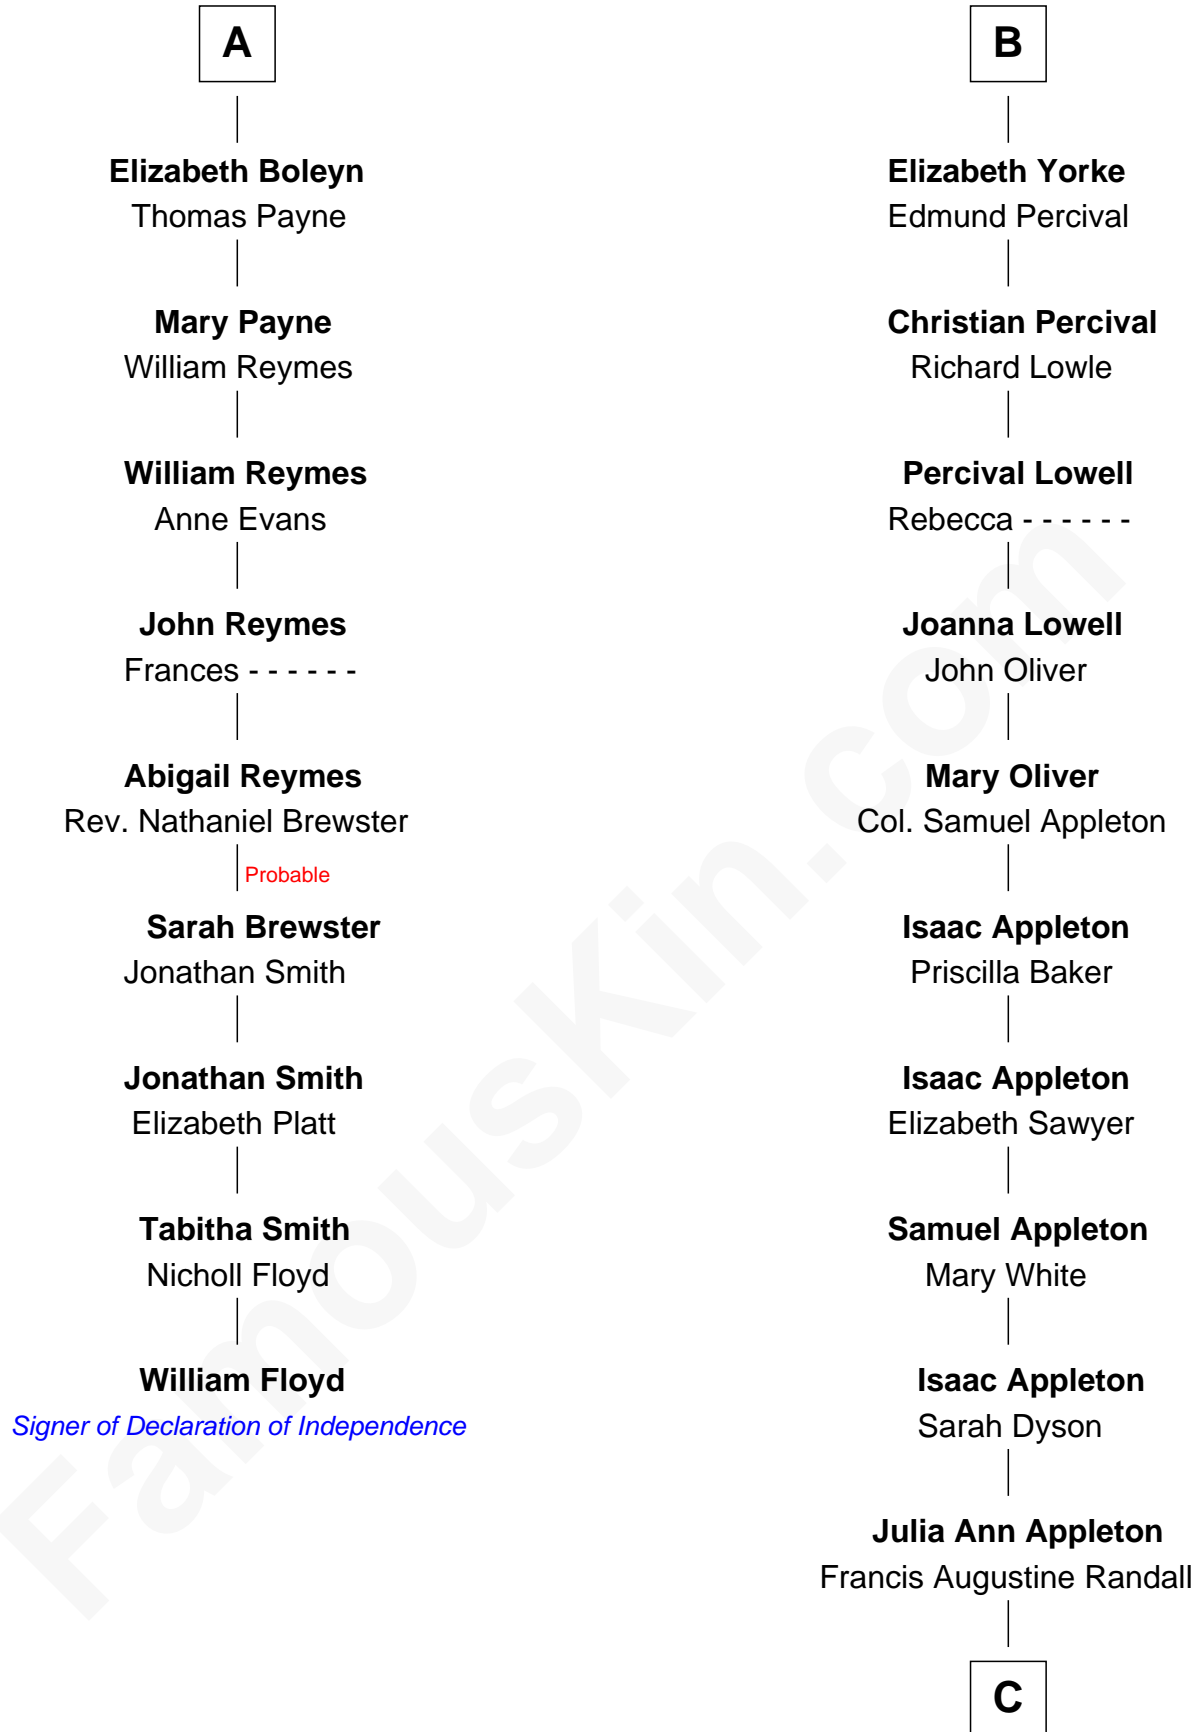 A
Elizabeth Boleyn
Thomas Payne
Mary Payne
William Reymes
William Reymes
Anne Evans
John Reymes
Frances - - - - - -
Abigail Reymes
Rev. Nathaniel Brewster
Probable
Sarah Brewster
Jonathan Smith
Jonathan Smith
Elizabeth Platt
Tabitha Smith
Nicholl Floyd
William Floyd
Signer of Declaration of Independence
B
Elizabeth Yorke
Edmund Percival
Christian Percival
Richard Lowle
Percival Lowell
Rebecca - - - - - -
Joanna Lowell
John Oliver
Mary Oliver
Col. Samuel Appleton
Isaac Appleton
Priscilla Baker
Isaac Appleton
Elizabeth Sawyer
Samuel Appleton
Mary White
Isaac Appleton
Sarah Dyson
Julia Ann Appleton
Francis Augustine Randall
C
FamousKin.com